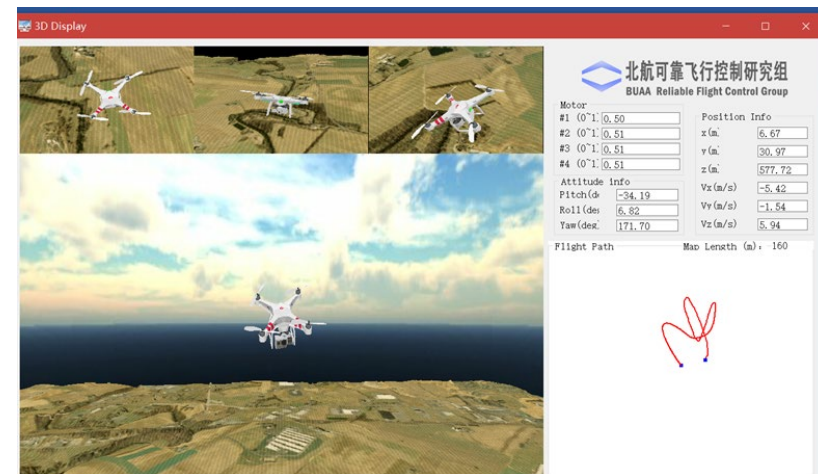 3D Display
北航可靠飞行控制研究组
BUAA Reliable Flight Control Group
Motor
#1 (0~1) 0.50
#2 (0~1) 0.51
#3 (0~1) 0.51
#4 (0~1) 0.51
Attitude info
Pitch(de -34.19
Roll(deg 6.82
Yaw(deg. 171.70
Position Info
x(m) 6.67
y(m) 30.97
z(m) 577.72
Vx(m/s) -5.42
Vy(m/s) -1.54
Vz(m/s) 5.94
Flight Path
Map Length (m): 160